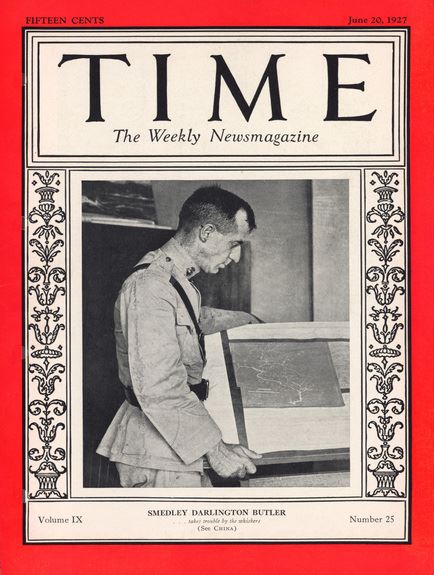 FIFTEEN CENTS
June 20, 1927
TIME
The Weekly Newsmagazine
SMEDLEY DARLINGTON BUTLER
. . . takes trouble by the whiskers
(See CHINA)
Volume IX
Number 25